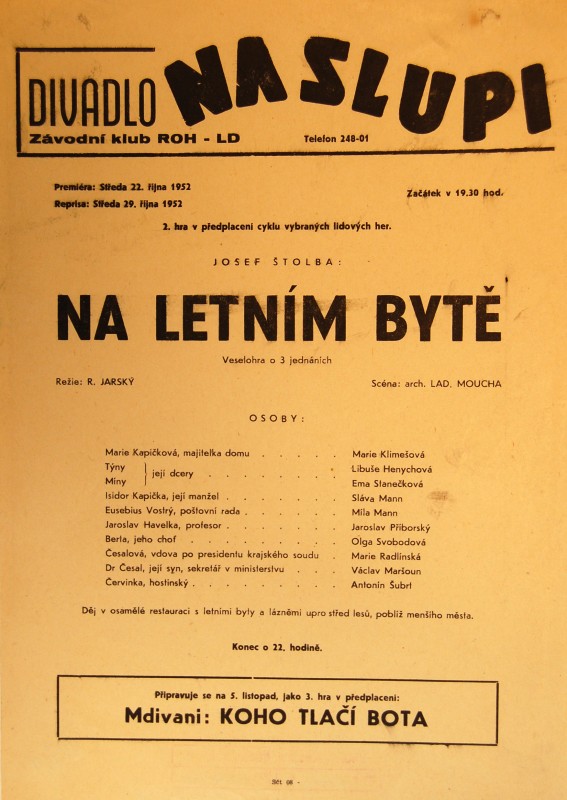 DIVADLO NA SLUPI
Závodní klub ROH - LD Telefon 248-01
Premiéra: Středa 22. října 1952
Začátek v 19.30 hod.
Reprisa: Středa 29. října 1952
2. hra v předplacení cyklu vybraných lidových her.
JOSEF ŠTOLBA:
NA LETNÍM BYTĚ
Veselohra o 3 jednáních
Režie: R. JARSKÝ Scéna: arch. LAD, MOUCHA
OSOBY:
Marie Kapičková, majitelka domu . . . . . Marie Klimešová
Týny } její dcery . . . . . . . Libuše Henychová
Miny } Ema Stanečková
Isidor Kapička, její manžel . . . . . . . Sláva Mann
Eusebius Vostrý, poštovní rada . . . . . . Míla Mann
Jaroslav Havelka, profesor . . . . . . . Jaroslav Příborský
Berta, jeho choť . . . . . . . . . Olga Svobodová
Česalová, vdova po presidentu krajského soudu . Marie Radlinská
Dr Česal, její syn, sekretář v ministerstvu . . Václav Maršoun
Červinka, hostinský . . . . . . . . Antonín Šubrt
Děj v osamělé restauraci s letními byty a lázněmi upro střed lesů, poblíž menšího města.
Konec o 22. hodině.
Připravuje se na 5. listopad, jako 3. hra v předplacení:
Mdivani: KOHO TLAČÍ BOTA